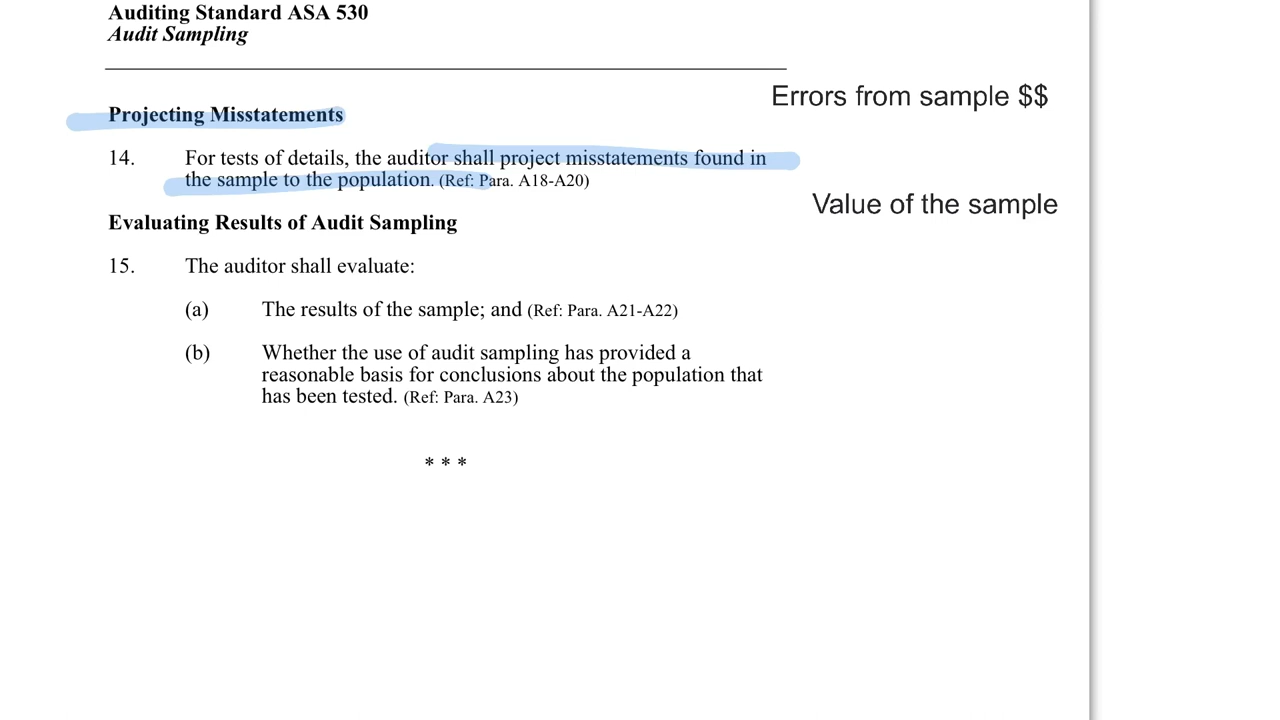 Auditing Standard ASA 530
Audit Sampling
Errors from sample $$
Projecting Misstatements
14. For tests of details, the auditor shall project misstatements found in
the sample to the population. (Ref: Para. A18-A20)
Value of the sample
Evaluating Results of Audit Sampling
15. The auditor shall evaluate:
(a) The results of the sample; and (Ref: Para. A21-A22)
(b) Whether the use of audit sampling has provided a
reasonable basis for conclusions about the population that
has been tested. (Ref: Para. A23)
* * *